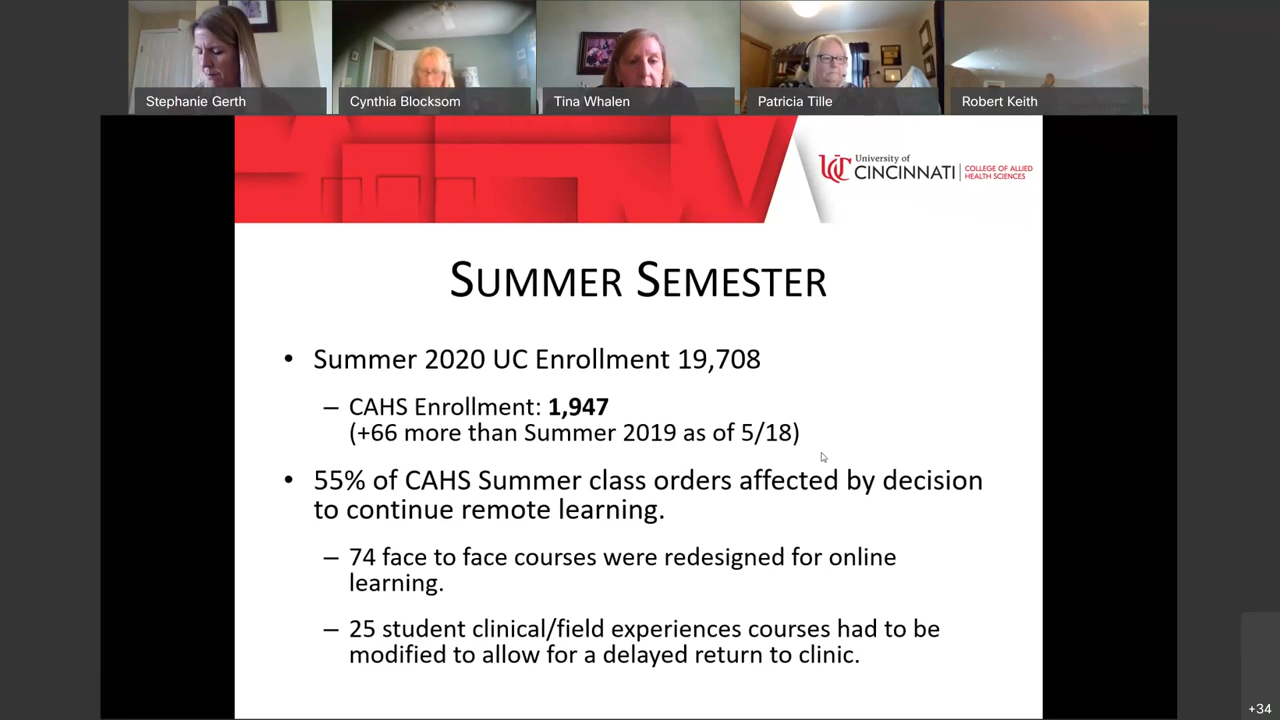 Stephanie Gerth
Cynthia Blocksom
Tina Whalen
Patricia Tille
Robert Keith
University of
CINCINNATI
COLLEGE OF ALLIED
HEALTH SCIENCES
SUMMER SEMESTER
• Summer 2020 UC Enrollment 19,708
– CAHS Enrollment: 1,947
(+66 more than Summer 2019 as of 5/18)
• 55% of CAHS Summer class orders affected by decision
to continue remote learning.
– 74 face to face courses were redesigned for online
learning.
– 25 student clinical/field experiences courses had to be
modified to allow for a delayed return to clinic.
+34